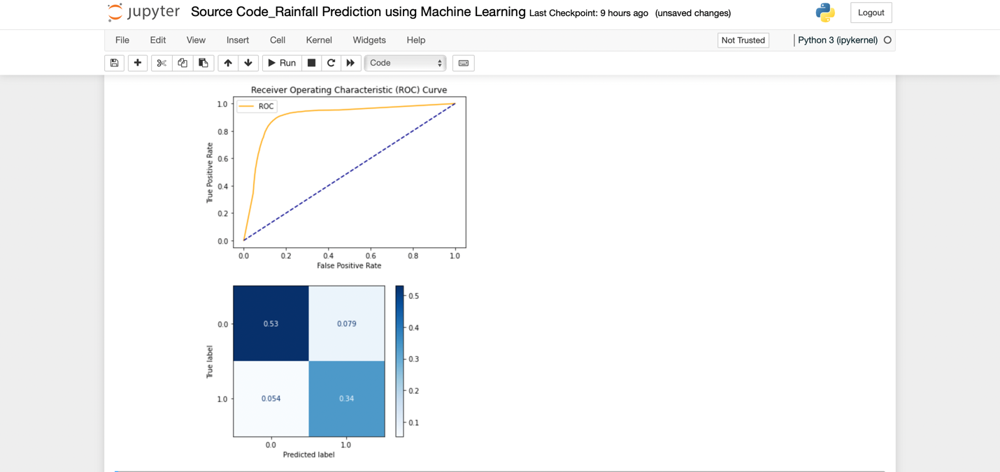 jupyter Source Code_Rainfall Prediction using Machine Learning Last Checkpoint: 9 hours ago (unsaved changes) Logout
File Edit View Insert Cell Kernel Widgets Help Not Trusted Python 3 (ipykernel)
Run Code
Receiver Operating Characteristic (ROC) Curve
ROC
1.0
0.8
0.6
0.4
0.2
0.0
True Positive Rate
0.0 0.2 0.4 0.6 0.8 1.0
False Positive Rate
0.0 0.53 0.079
1.0 0.054 0.34
True label
0.0 1.0
Predicted label
0.5
0.4
0.3
0.2
0.1